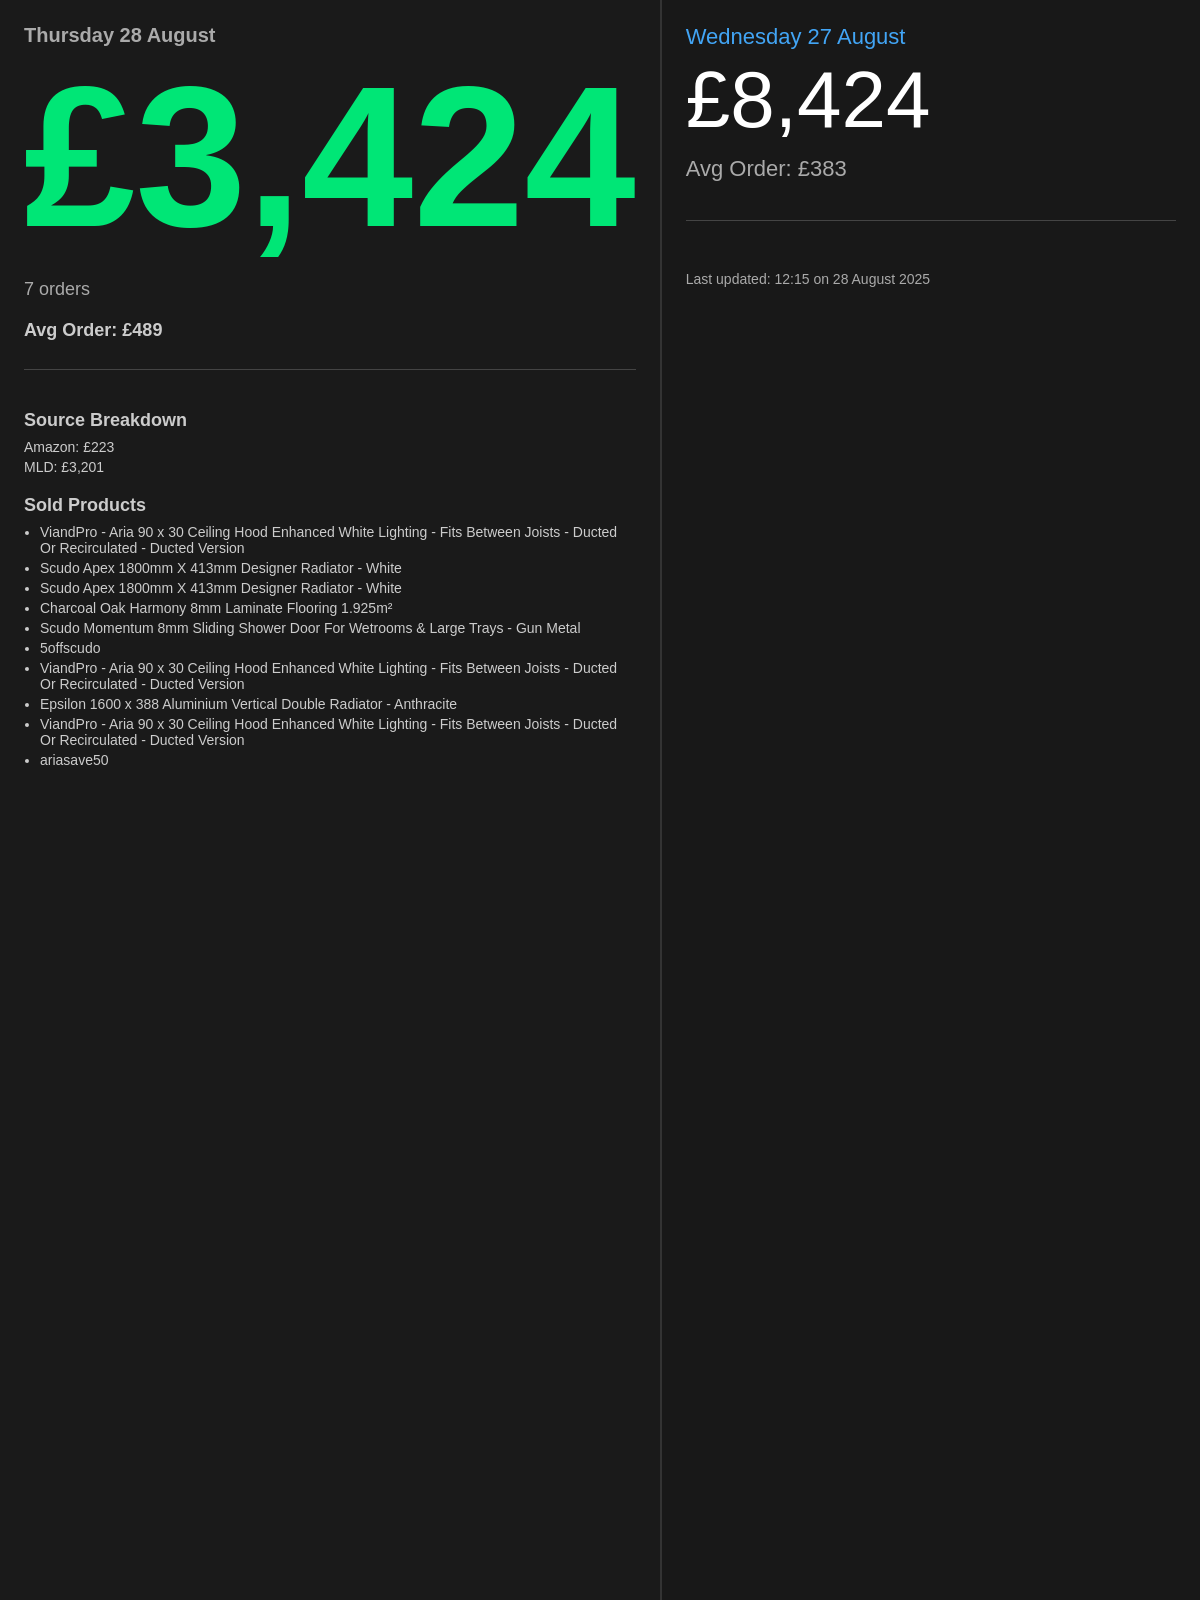 Thursday 28 August
£3,424
7 orders
Avg Order: £489
Source Breakdown
Amazon: £223
MLD: £3,201
Sold Products
• ViandPro - Aria 90 x 30 Ceiling Hood Enhanced White Lighting - Fits Between Joists - Ducted
Or Recirculated - Ducted Version
• Scudo Apex 1800mm X 413mm Designer Radiator - White
• Scudo Apex 1800mm X 413mm Designer Radiator - White
• Charcoal Oak Harmony 8mm Laminate Flooring 1.925m²
• Scudo Momentum 8mm Sliding Shower Door For Wetrooms & Large Trays - Gun Metal
• 5offscudo
• ViandPro - Aria 90 x 30 Ceiling Hood Enhanced White Lighting - Fits Between Joists - Ducted
Or Recirculated - Ducted Version
• Epsilon 1600 x 388 Aluminium Vertical Double Radiator - Anthracite
• ViandPro - Aria 90 x 30 Ceiling Hood Enhanced White Lighting - Fits Between Joists - Ducted
Or Recirculated - Ducted Version
• ariasave50
Wednesday 27 August
£8,424
Avg Order: £383
Last updated: 12:15 on 28 August 2025